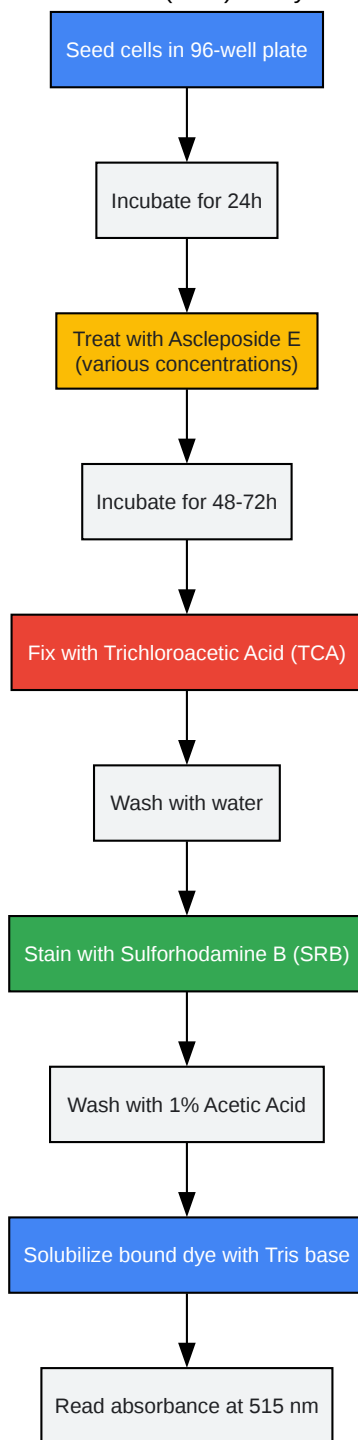 Seed cells in 96-well plate
Incubate for 24h
Treat with Ascleposide E
(various concentrations)
Incubate for 48-72h
Fix with Trichloroacetic Acid (TCA)
Wash with water
Stain with Sulforhodamine B (SRB)
Wash with 1% Acetic Acid
Solubilize bound dye with Tris base
Read absorbance at 515 nm